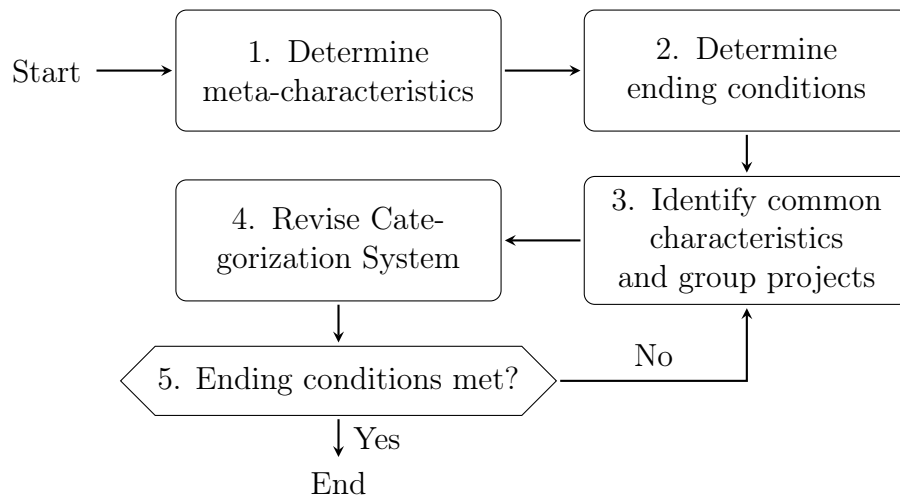 Start
1. Determine
meta-characteristics
2. Determine
ending conditions
3. Identify common
characteristics
and group projects
4. Revise Cate-
gorization System
5. Ending conditions met?
No
Yes
End